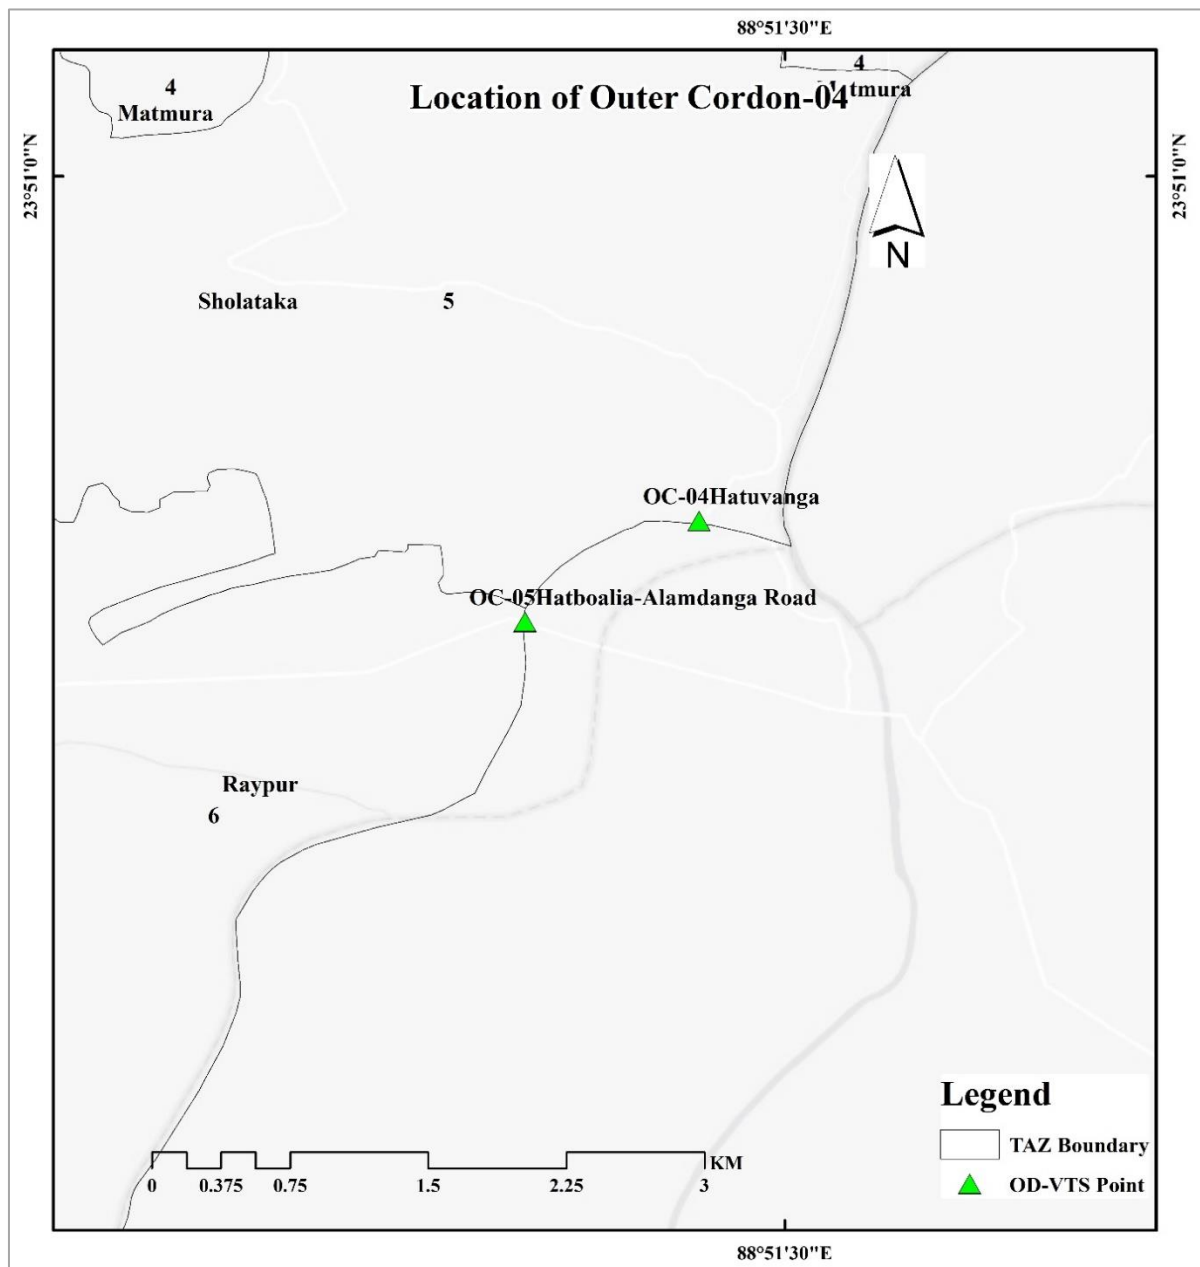 88°51'30"E
4
Matmura
Location of Outer Cordon-04
4
tmura
23°51'0"N
23°51'0"N
N
Sholataka
5
OC-04Hatuvanga
OC-05Hatboalia-Alamdanga Road
Raypur
6
Legend
TAZ Boundary
OD-VTS Point
KM
0 0.375 0.75 1.5 2.25 3
88°51'30"E